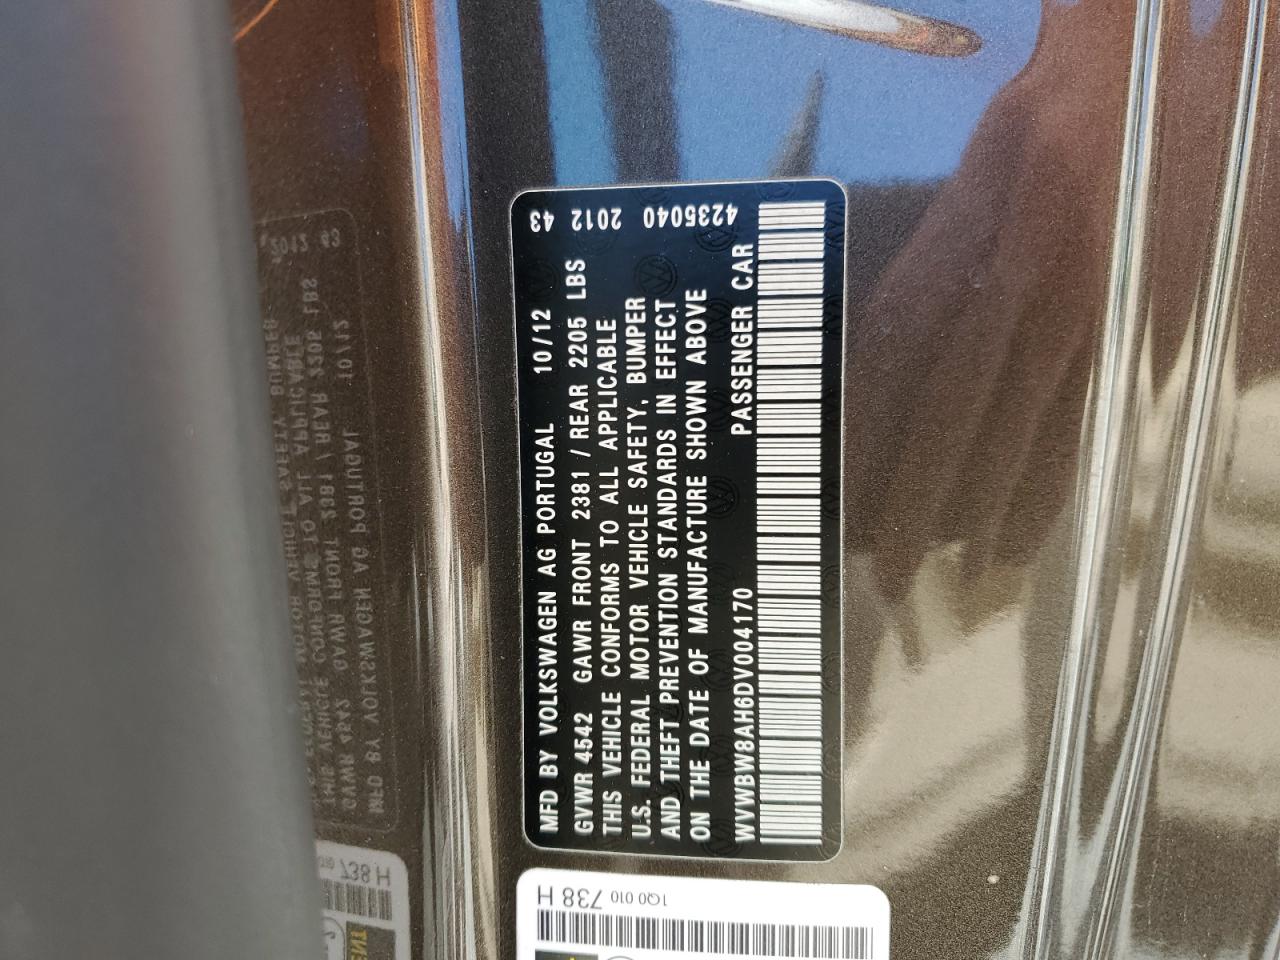 MFD BY VOLKSWAGEN AG PORTUGAL 10/12
GVWR 4542 GAWR FRONT 2381 / REAR 2205 LBS
THIS VEHICLE CONFORMS TO ALL APPLICABLE
U.S. FEDERAL MOTOR VEHICLE SAFETY, BUMPER
AND THEFT PREVENTION STANDARDS IN EFFECT
ON THE DATE OF MANUFACTURE SHOWN ABOVE
WVWBW8AH6DV004170 PASSENGER CAR
43
2012
4235040
1Q0 010 738 H